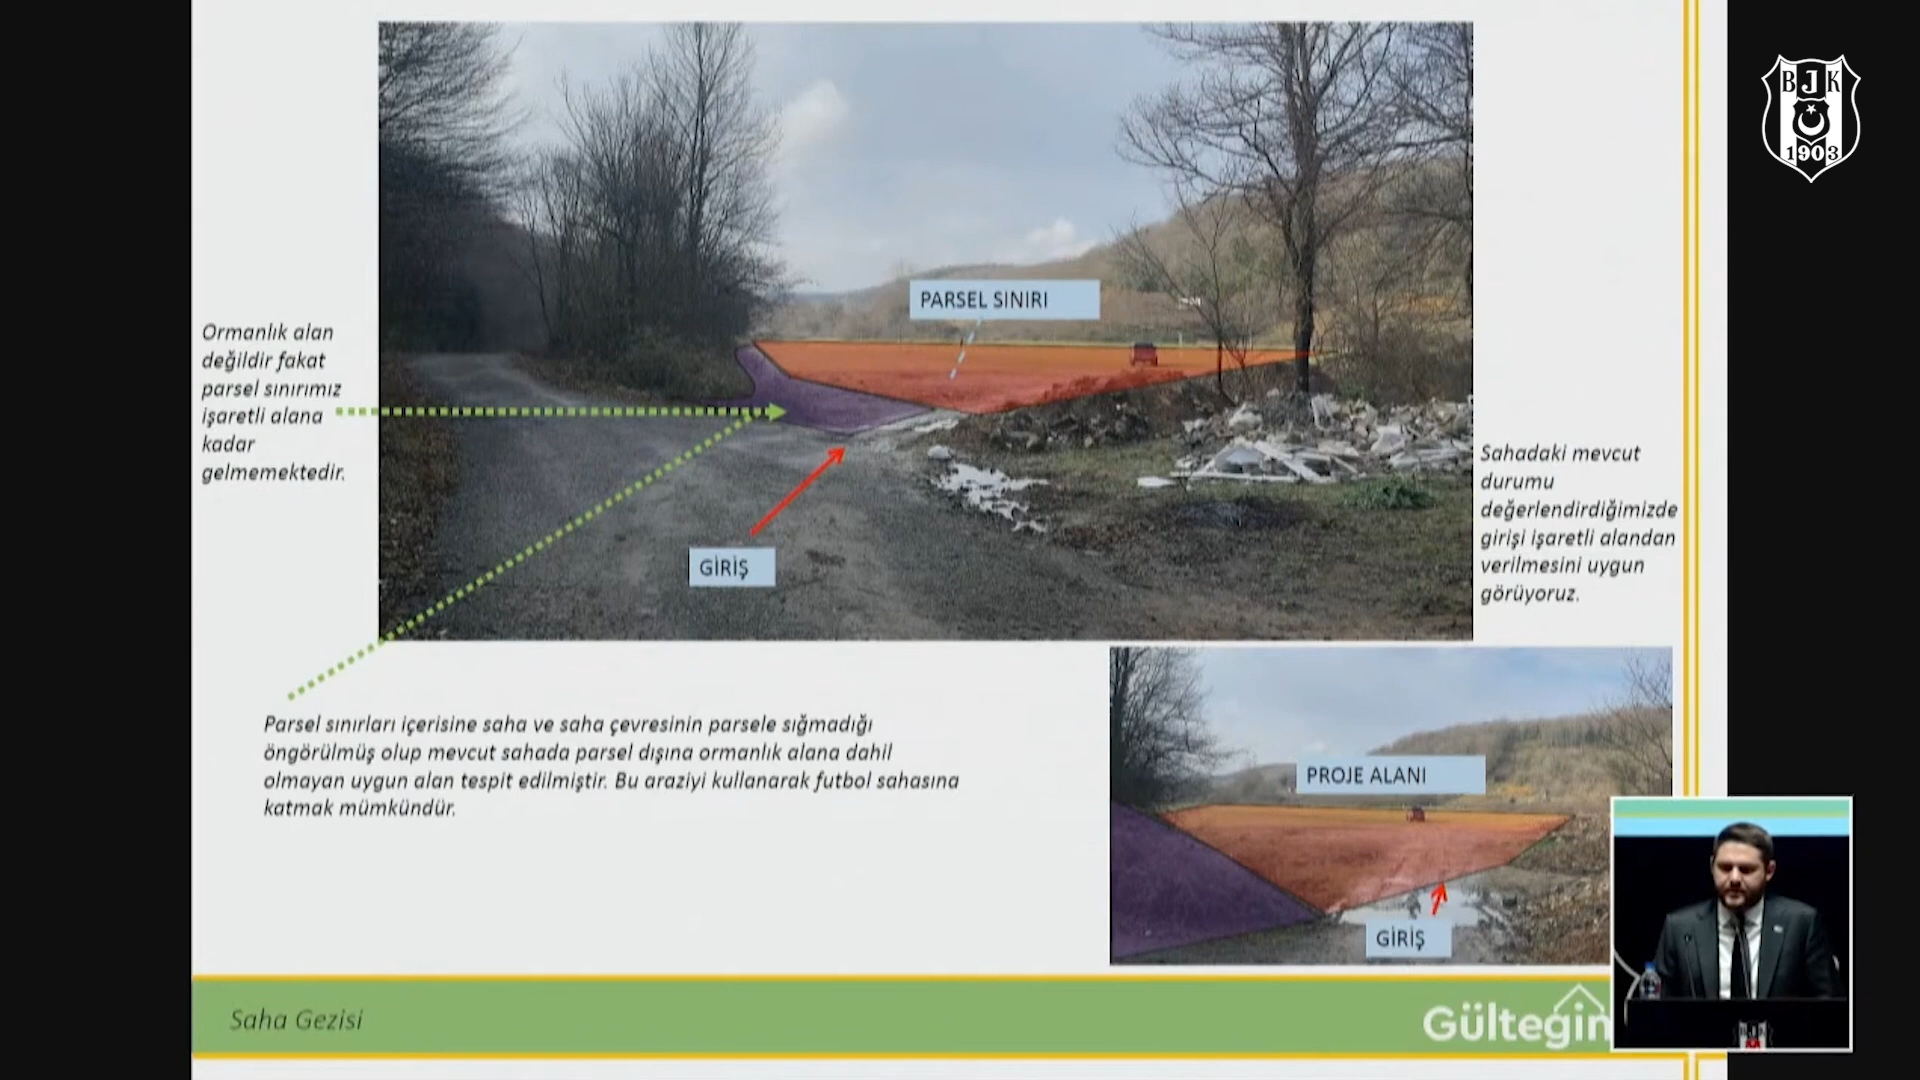 BJK
1903
PARSEL SINIRI
Ormanlık alan
değildir fakat
parsel sınırımız
işaretli alana
kadar
gelmemektedir.
GİRİŞ
Sahadaki mevcut
durumu
değerlendirdiğimizde
girişi işaretli alandan
verilmesini uygun
görüyoruz.
Parsel sınırları içerisine saha ve saha çevresinin parsele sığmadığı
öngörülmüş olup mevcut sahada parsel dışına ormanlık alana dahil
olmayan uygun alan tespit edilmiştir. Bu araziyi kullanarak futbol sahasına
katmak mümkündür.
PROJE ALANI
GİRİŞ
Saha Gezisi
Gültegin